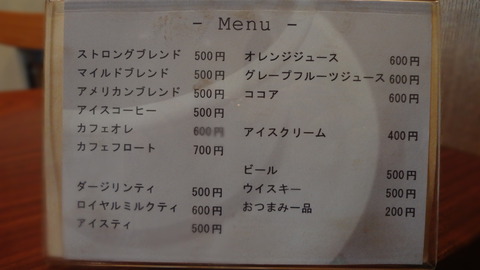 - Menu -
ストロングブレンド 500円
マイルドブレンド 500円
アメリカンブレンド 500円
アイスコーヒー 500円
カフェオレ 600円
カフェフロート 700円
ダージリンティ 500円
ロイヤルミルクティ 600円
アイスティ 500円
オレンジジュース 600円
グレープフルーツジュース 600円
ココア 600円
アイスクリーム 400円
ビール 500円
ウイスキー 500円
おつまみ一品 200円